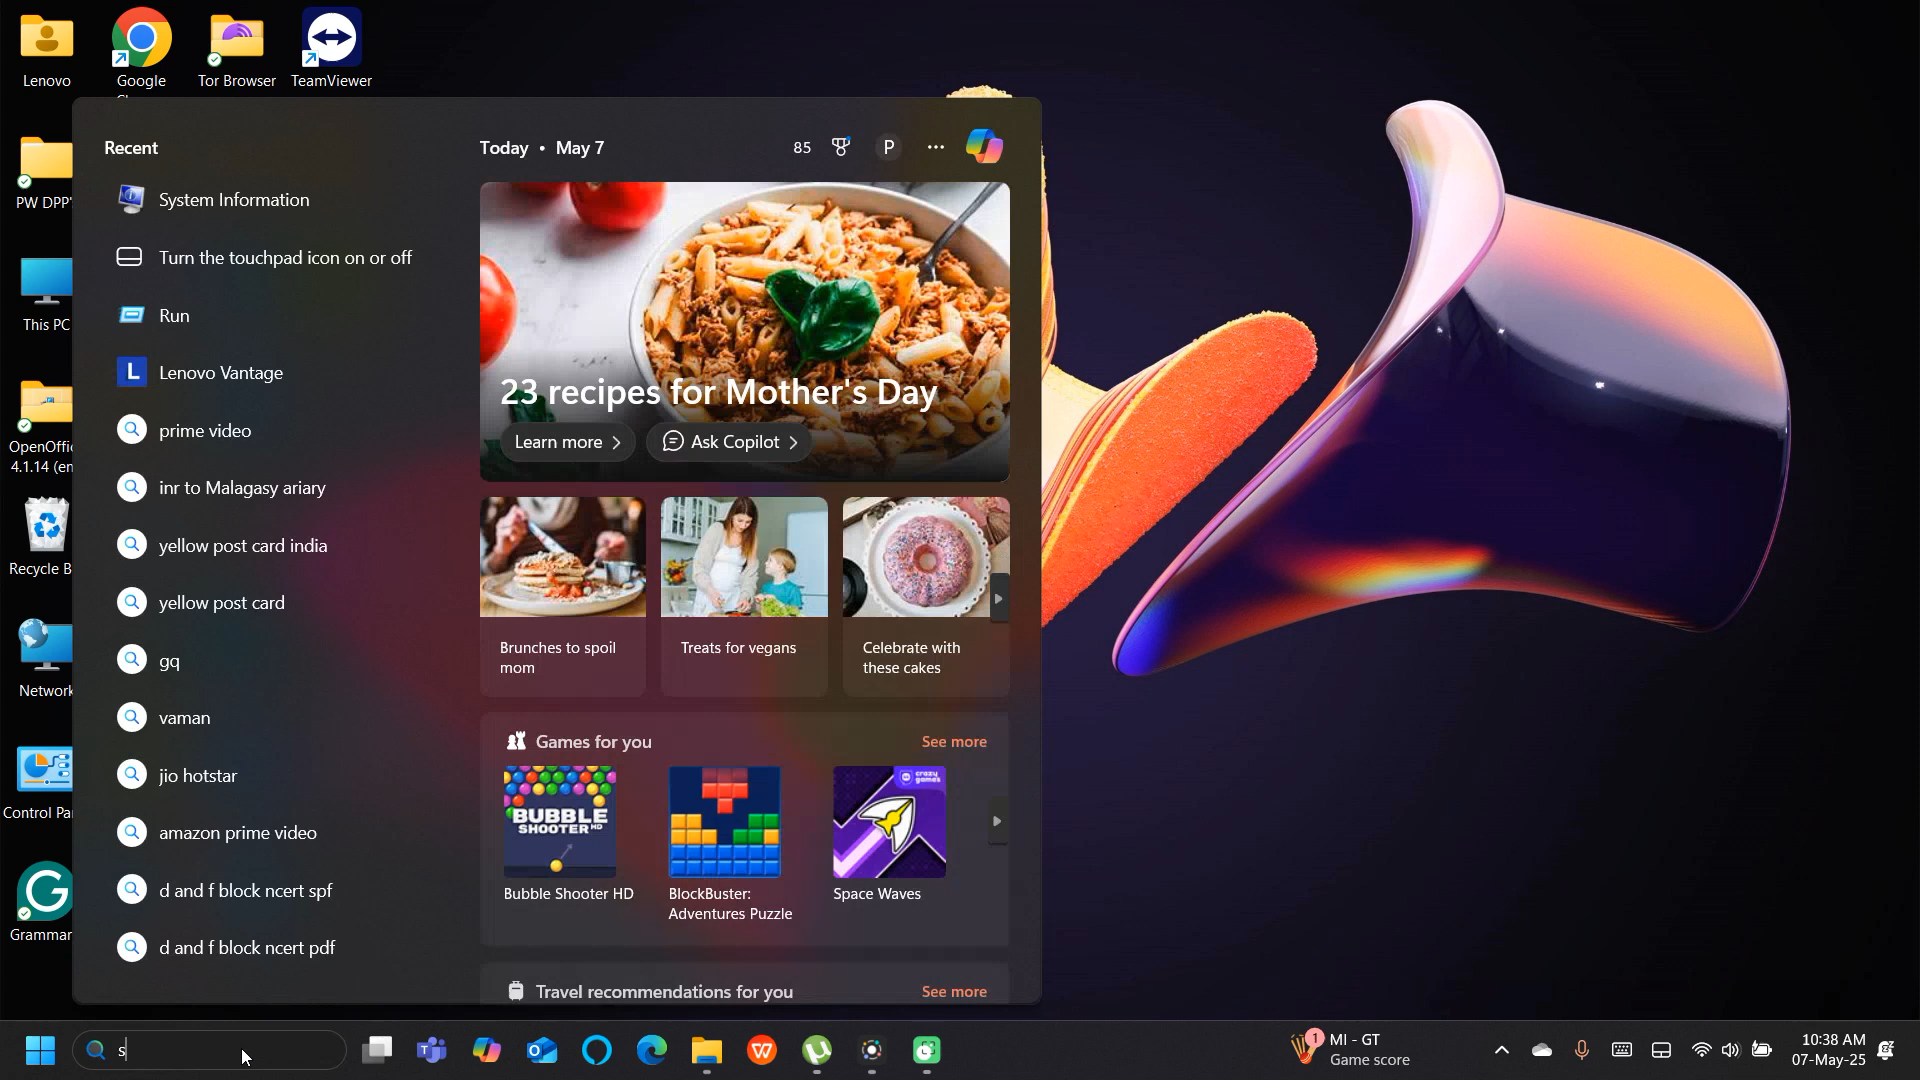 Lenovo
Google
Tor Browser
TeamViewer
PW DPP'
This PC
OpenOffi
4.1.14 (en
Recycle B
Network
Control Pa
Grammar
Recent
System Information
Turn the touchpad icon on or off
Run
L
Lenovo Vantage
prime video
inr to Malagasy ariary
yellow post card india
yellow post card
gq
vaman
jio hotstar
amazon prime video
d and f block ncert spf
d and f block ncert pdf
Today • May 7
85
P
23 recipes for Mother's Day
Learn more
Ask Copilot
Brunches to spoil
mom
Treats for vegans
Celebrate with
these cakes
Games for you
See more
BUBBLE
SHOOTER HD
crazy
games
Bubble Shooter HD
BlockBuster:
Adventures Puzzle
Space Waves
Travel recommendations for you
See more
s
1
MI - GT
Game score
10:38 AM
07-May-25